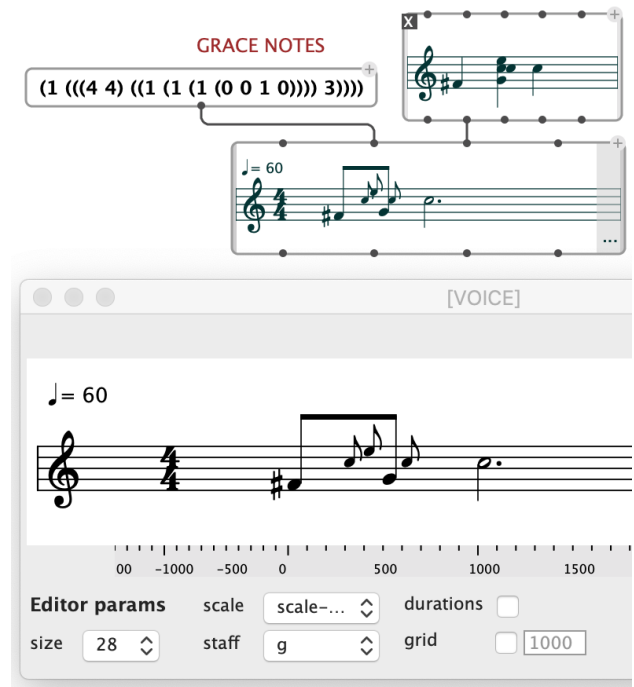 X
GRACE NOTES
(1 (((4 4) ((1 (1 (1 (0 0 1 0)))) 3))))
= 60
4
4
...
[VOICE]
= 60
4
4
00 -1000 -500 0 500 1000 1500
Editor params scale scale-... durations
size 28 staff g grid 1000